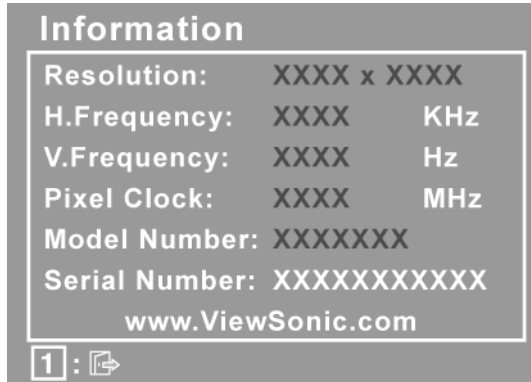 Information
Resolution: XXXX x XXXX
H.Frequency: XXXX KHz
V.Frequency: XXXX Hz
Pixel Clock: XXXX MHz
Model Number: XXXXXXX
Serial Number: XXXXXXXXXXX
www.ViewSonic.com
1 :